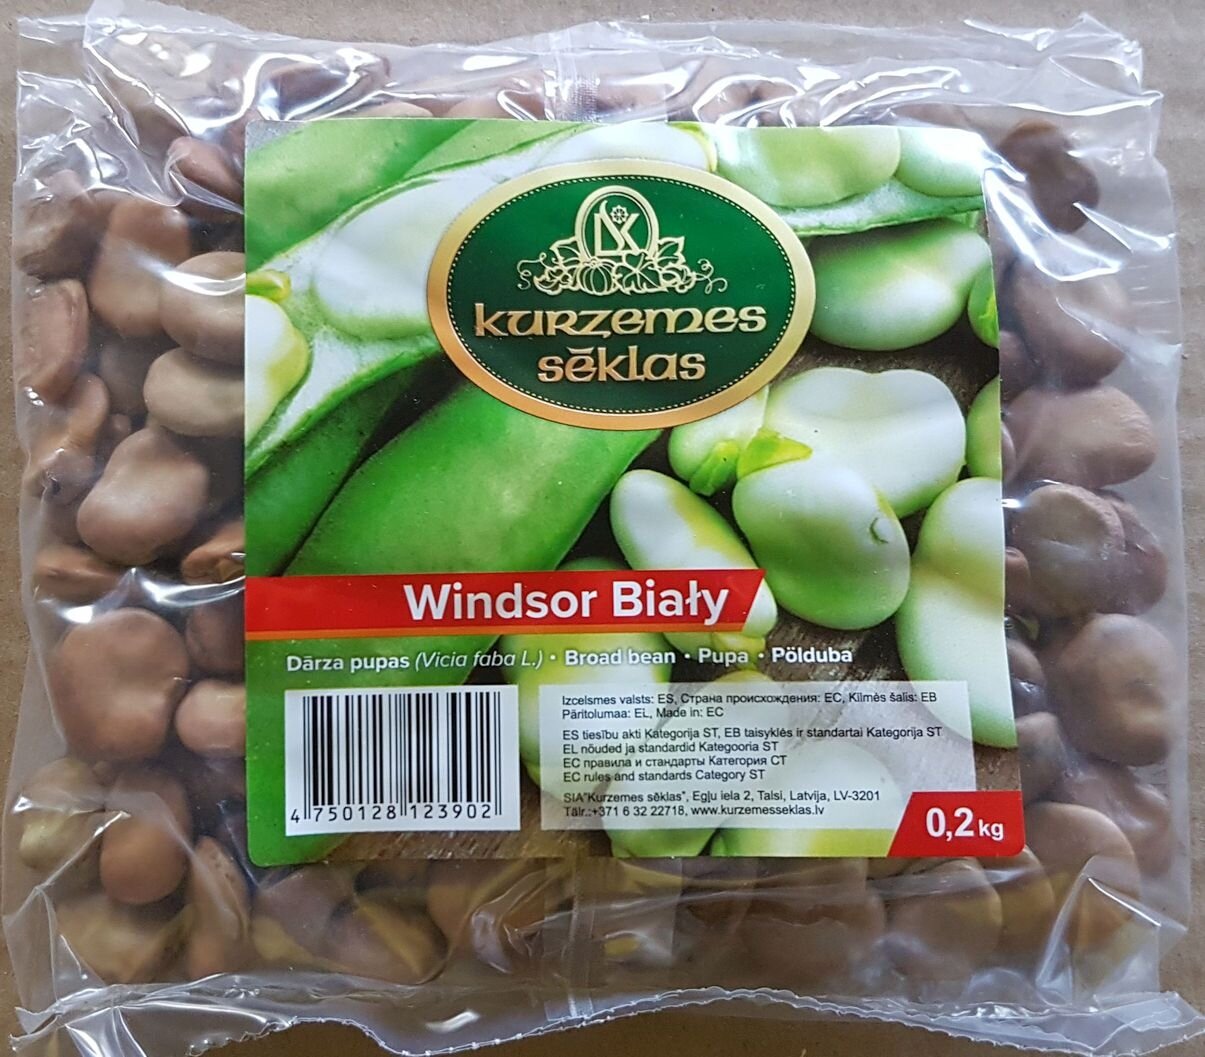 LK
kurzemes
sēklas
Windsor Biały
Dārza pupas (Vicia faba L.) • Broad bean • Pupa • Põlduba
Izcelsmes valsts: ES, Страна происхождения: ЕС, Kilmės šalis: EB
Päritolumaa: EL, Made in: EC
ES tiesību akti Kategorija ST, EB taisyklės ir standartai Kategorija ST
EL nõuded ja standardid Kategooria ST
ЕС правила и стандарты Категория СТ
EC rules and standards Category ST
SIA"Kurzemes sēklas", Egļu iela 2, Talsi, Latvija, LV-3201
Tālr.:+371 6 32 22718, www.kurzemesseklas.lv
4 750128 123902
0,2 kg